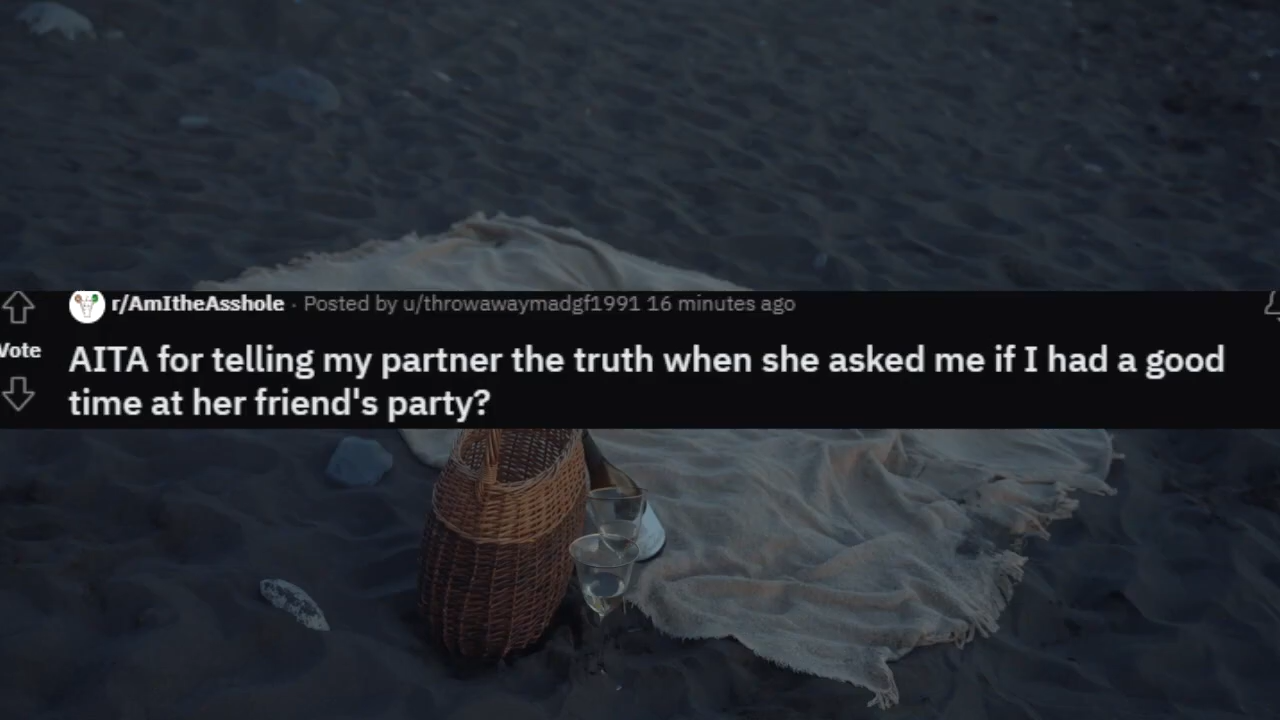 r/AmItheAsshole · Posted by u/throwawaymadgf1991 16 minutes ago
Vote
AITA for telling my partner the truth when she asked me if I had a good
time at her friend's party?